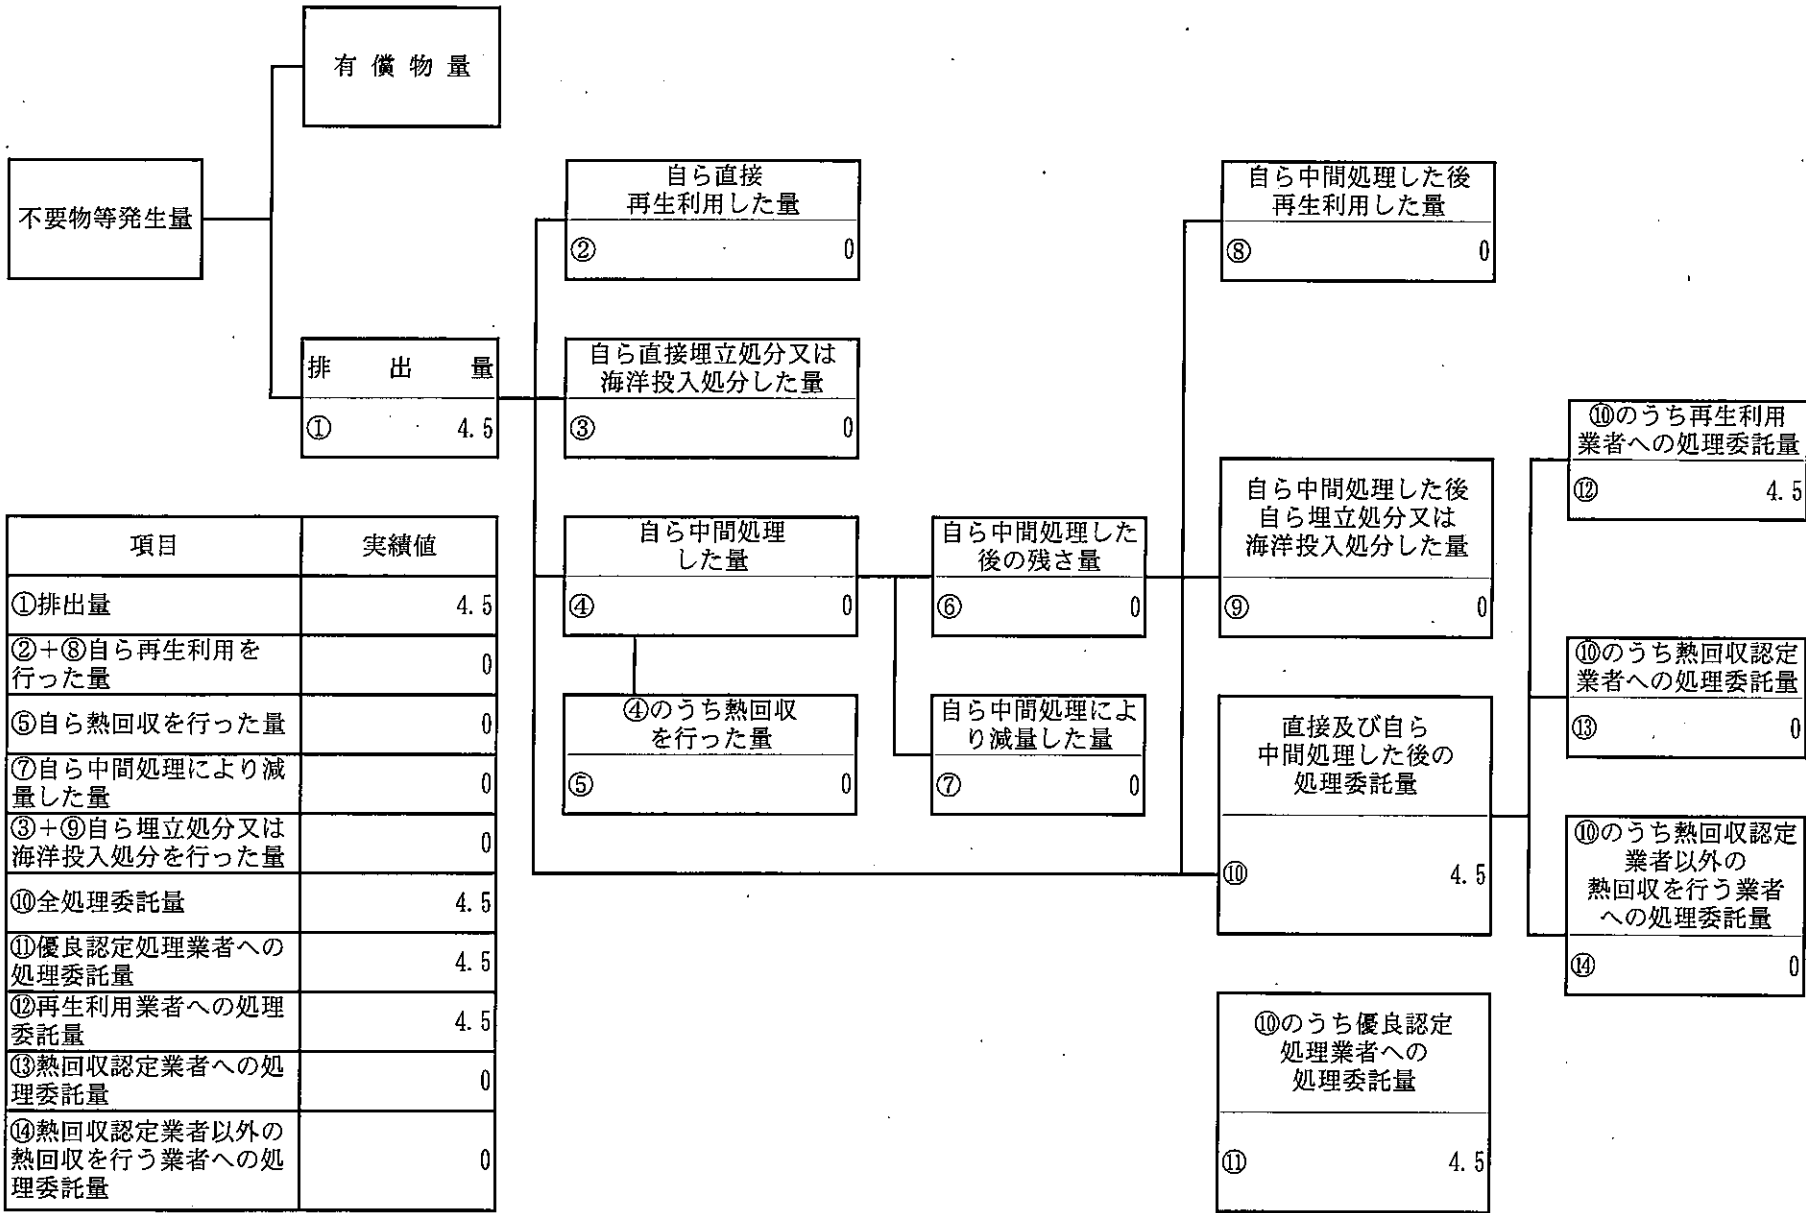 有償物量
不要物等発生量
排出量
① 4.5
自ら直接
再生利用した量
② 0
自ら直接埋立処分又は
海洋投入処分した量
③ 0
自ら中間処理
した量
④ 0
④のうち熱回収
を行った量
⑤ 0
自ら中間処理した
後の残さ量
⑥ 0
自ら中間処理によ
り減量した量
⑦ 0
自ら中間処理した後
再生利用した量
⑧ 0
自ら中間処理した後
自ら埋立処分又は
海洋投入処分した量
⑨ 0
直接及び自ら
中間処理した後の
処理委託量
⑩ 4.5
⑩のうち優良認定
処理業者への
処理委託量
⑪ 4.5
⑩のうち再生利用
業者への処理委託量
⑫ 4.5
⑩のうち熱回収認定
業者への処理委託量
⑬ 0
⑩のうち熱回収認定
業者以外の
熱回収を行う業者
への処理委託量
⑭ 0
項目 実績値
①排出量 4.5
②+⑧自ら再生利用を
行った量 0
⑤自ら熱回収を行った量 0
⑦自ら中間処理により減
量した量 0
③+⑨自ら埋立処分又は
海洋投入処分を行った量 0
⑩全処理委託量 4.5
⑪優良認定処理業者への
処理委託量 4.5
⑫再生利用業者への処理
委託量 4.5
⑬熱回収認定業者への処
理委託量 0
⑭熱回収認定業者以外の
熱回収を行う業者への処
理委託量 0